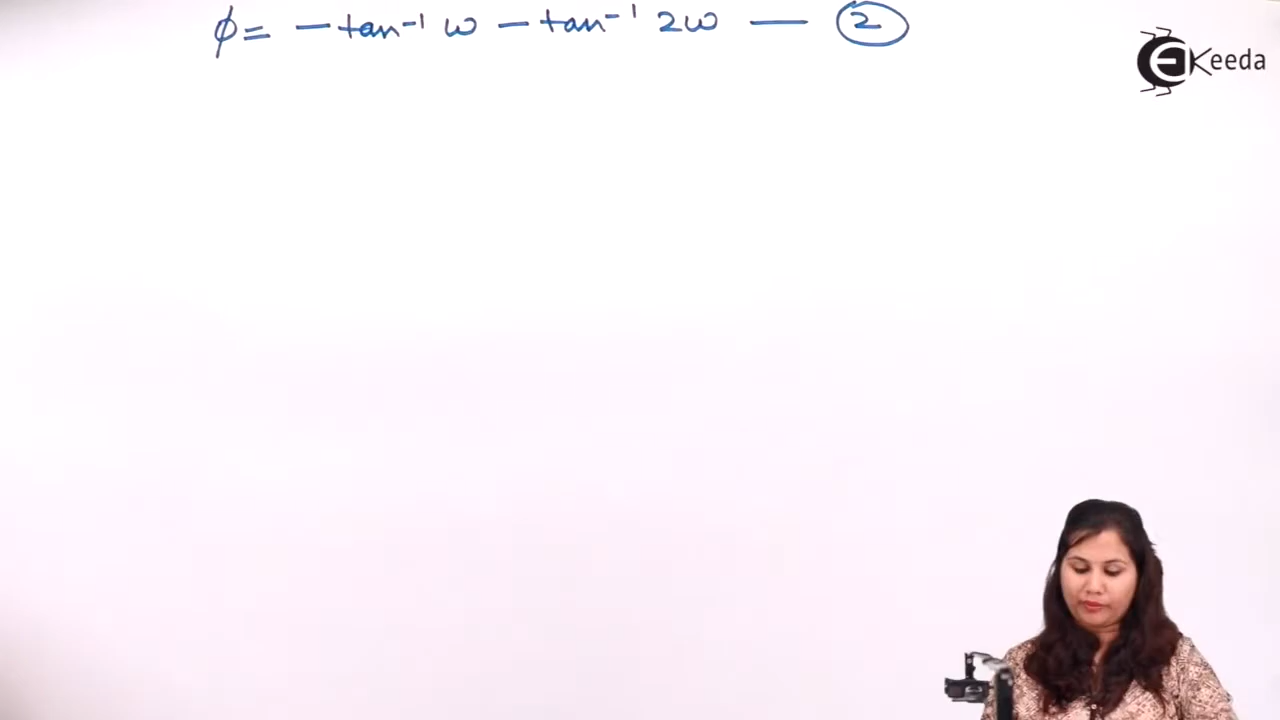 φ = − tan⁻¹ ω − tan⁻¹ 2ω — ②
EKeeda